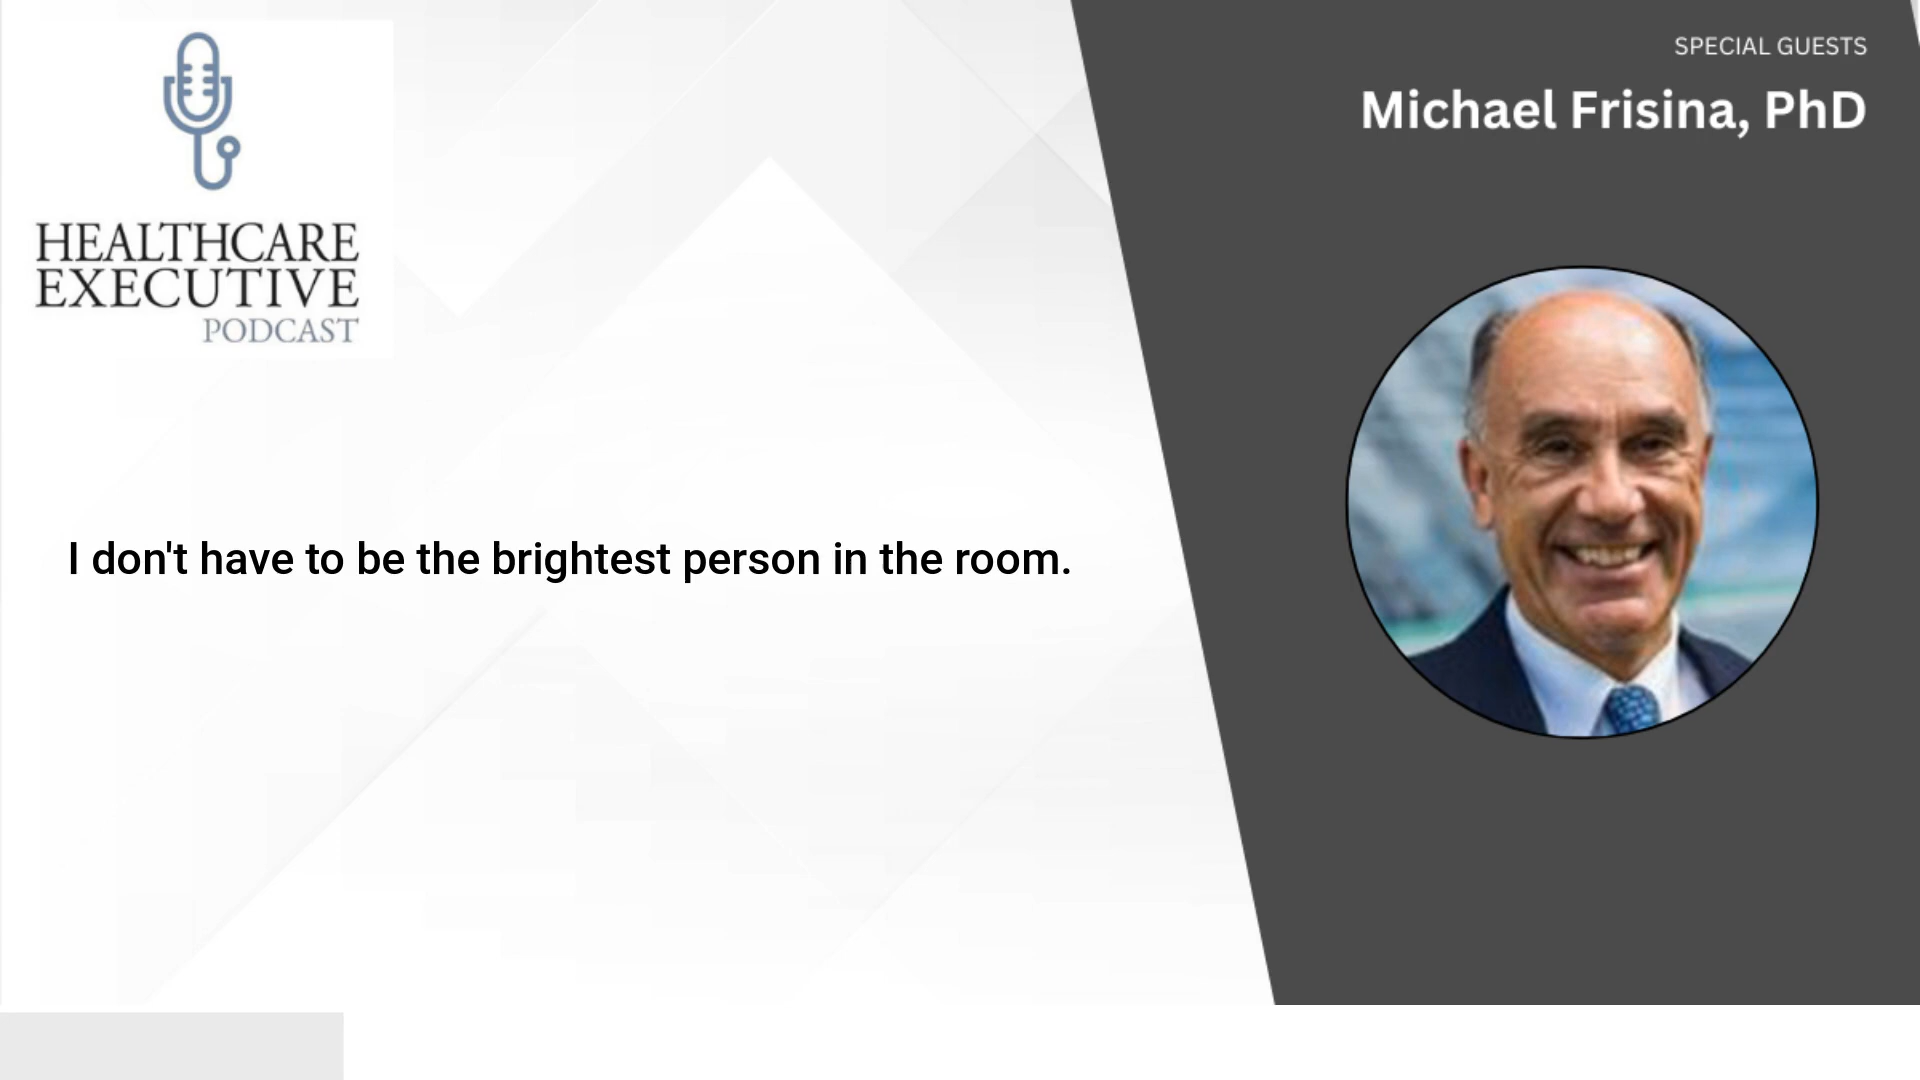 HEALTHCARE
EXECUTIVE
PODCAST
SPECIAL GUESTS
Michael Frisina, PhD
I don't have to be the brightest person in the room.